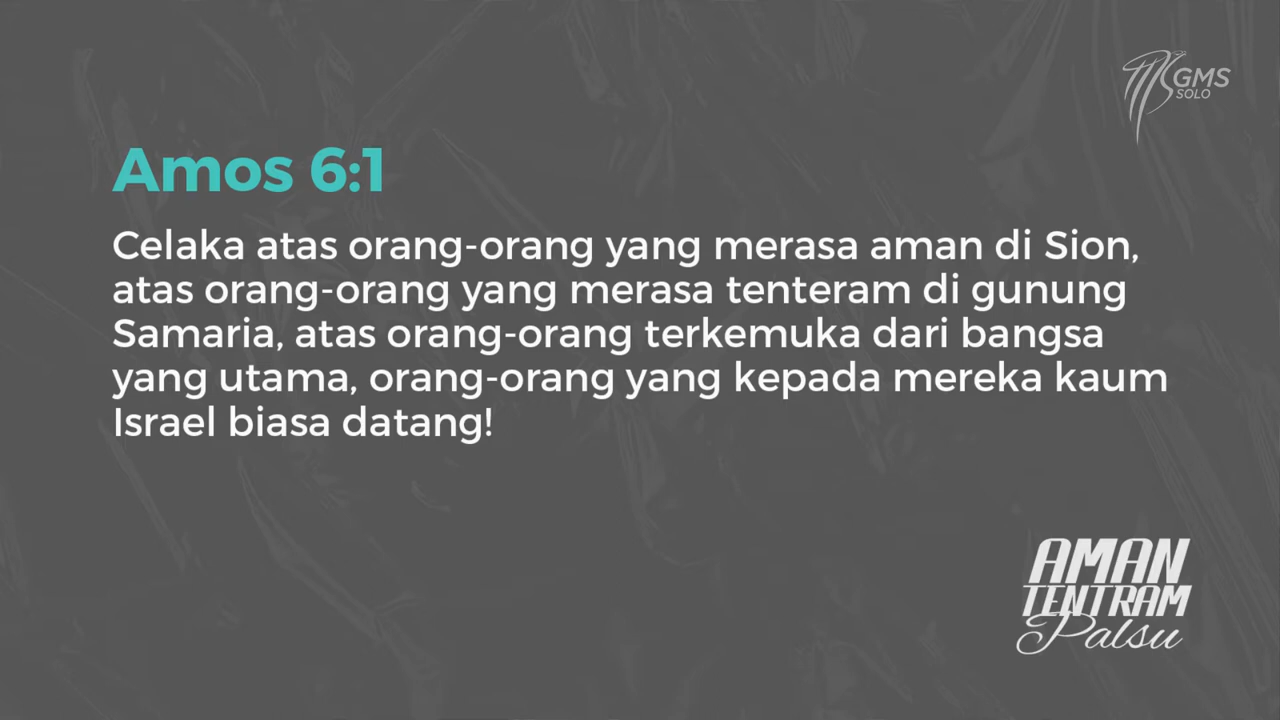 GMS
SOLO
Amos 6:1
Celaka atas orang-orang yang merasa aman di Sion,
atas orang-orang yang merasa tenteram di gunung
Samaria, atas orang-orang terkemuka dari bangsa
yang utama, orang-orang yang kepada mereka kaum
Israel biasa datang!
AMAN
TENTRAM
Palsu